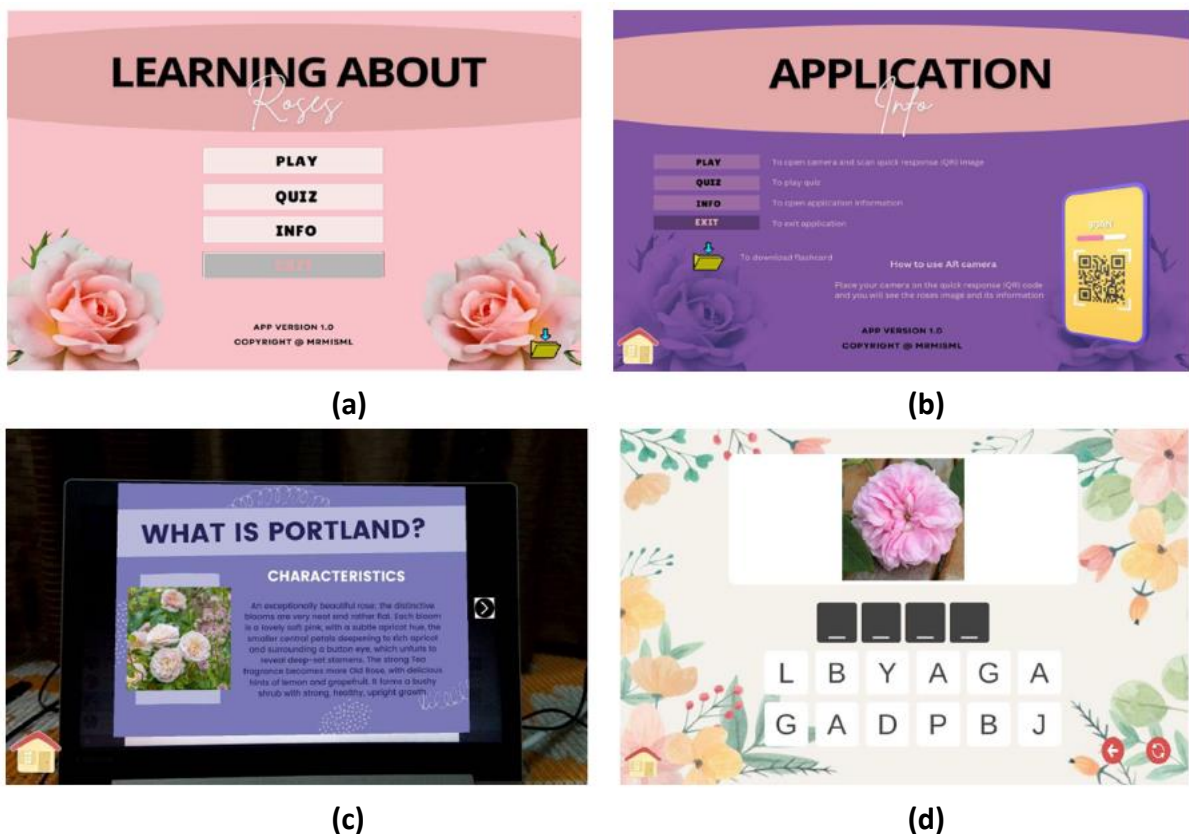 LEARNING ABOUT
Roses
PLAY
QUIZ
INFO
EXIT
APP VERSION 1.0
COPYRIGHT @ MRMISML
(a)
APPLICATION
Info
PLAY To open camera and scan quick response (QR) image
QUIZ To play quiz
INFO To open application information
EXIT To exit application
To download flashcard
How to use AR camera
Place your camera on the quick response (QR) code
and you will see the roses image and its information
APP VERSION 1.0
COPYRIGHT @ MRMISML
SCAN
(b)
WHAT IS PORTLAND?
CHARACTERISTICS
An exceptionally beautiful rose; the distinctive
blooms are very neat and rather flat. Each bloom
is a lovely soft pink, with a subtle apricot hue, the
smaller central petals deepening to rich apricot
and surrounding a button eye, which unfurls to
reveal deep-set stamens. The strong Tea
fragrance becomes more Old Rose, with delicious
hints of lemon and grapefruit. It forms a bushy
shrub with strong, healthy, upright growth.
(c)
L B Y A G A
G A D P B J
(d)